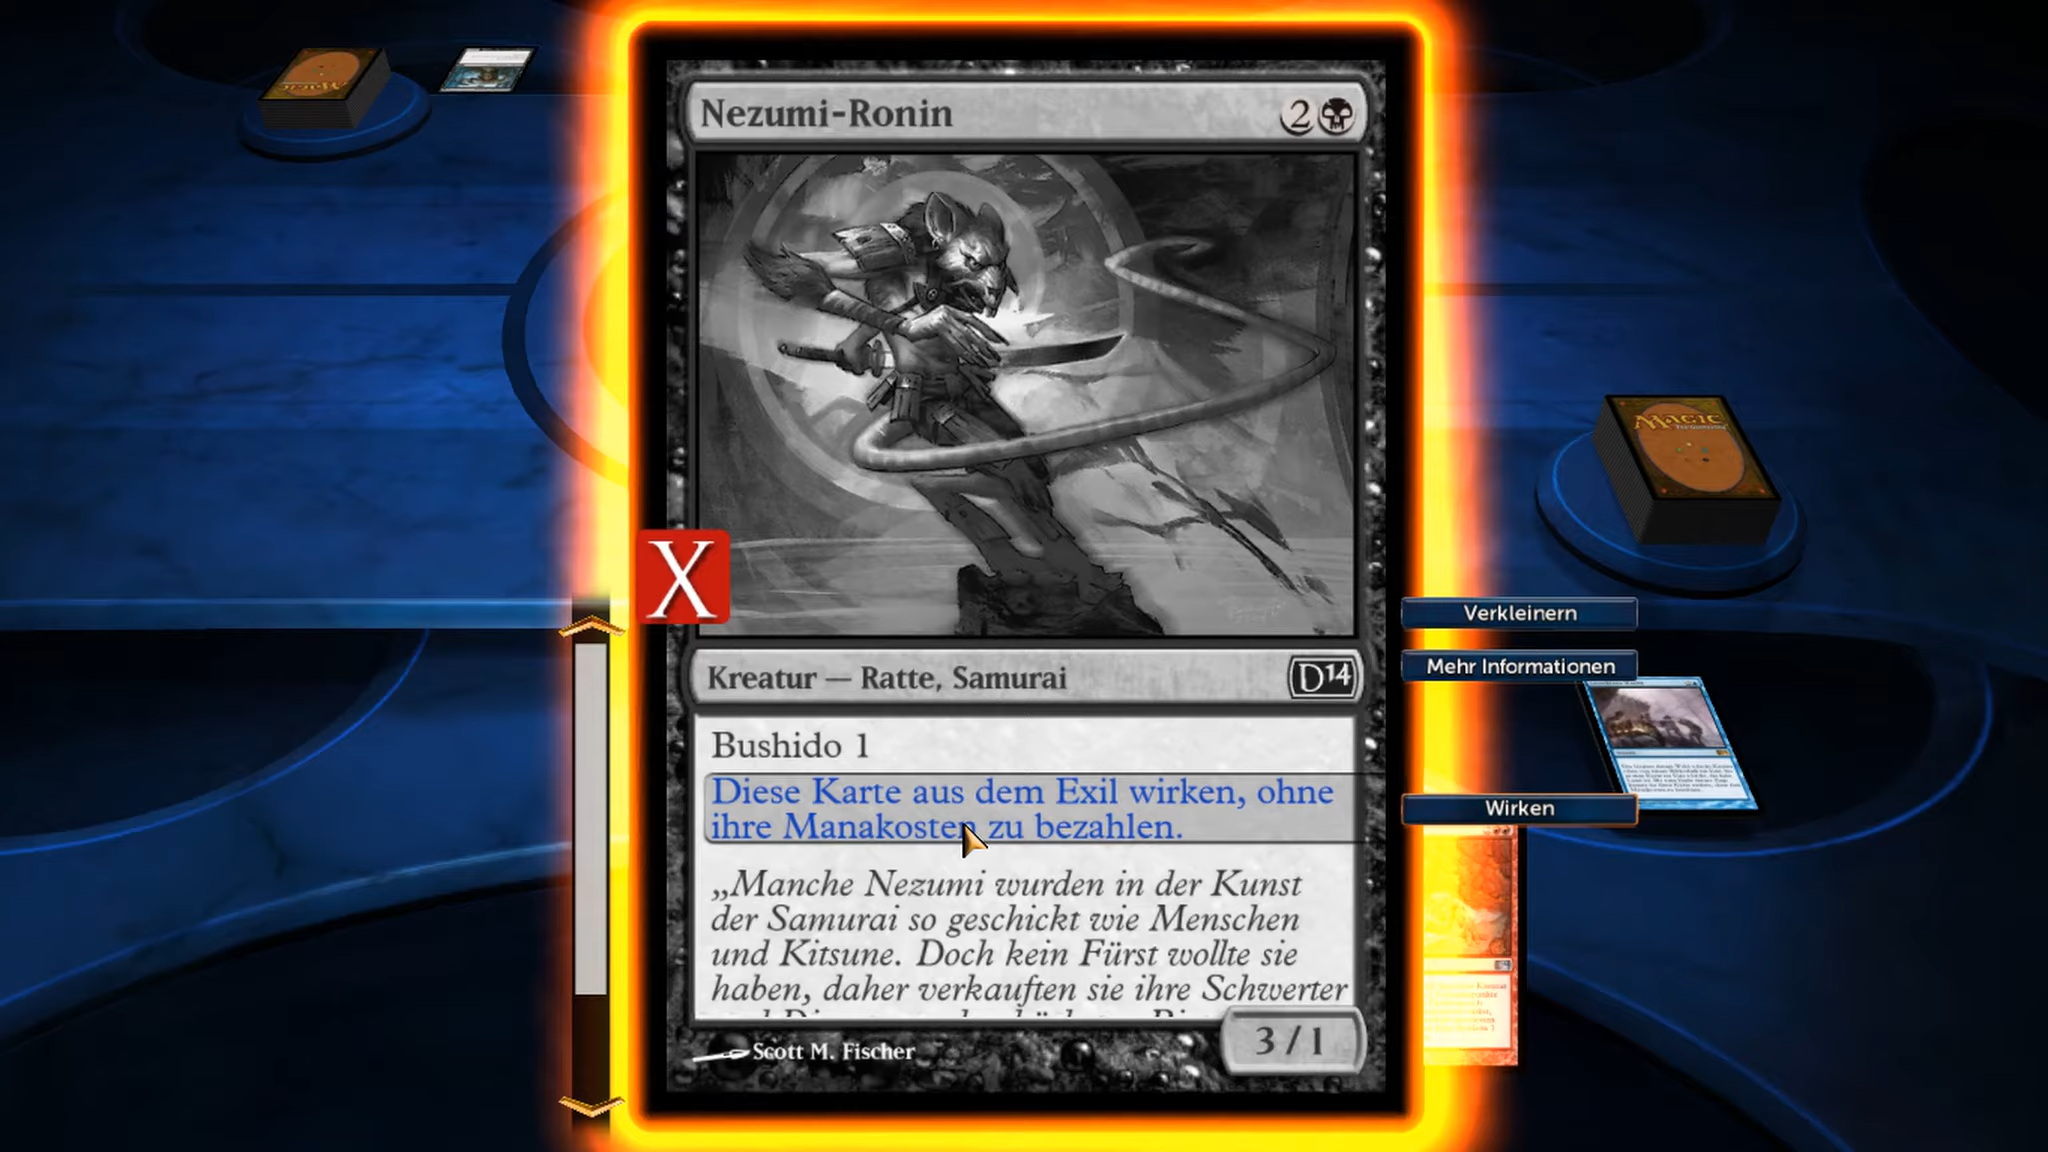 Nezumi-Ronin
2
X
Kreatur — Ratte, Samurai
D14
Bushido 1
Diese Karte aus dem Exil wirken, ohne
ihre Manakosten zu bezahlen.
„Manche Nezumi wurden in der Kunst
der Samurai so geschickt wie Menschen
und Kitsune. Doch kein Fürst wollte sie
haben, daher verkauften sie ihre Schwerter
3 / 1
Scott M. Fischer
MAGIC
Verkleinern
Mehr Informationen
Wirken